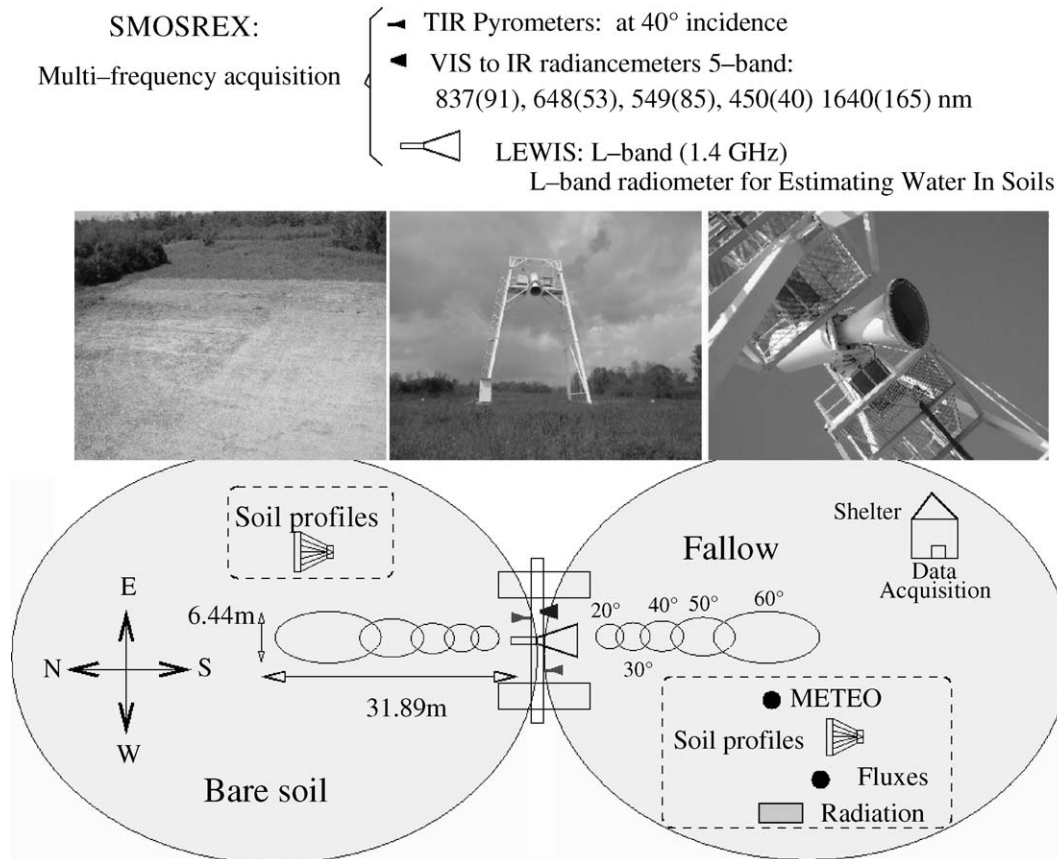 SMOSREX:
Multi–frequency acquisition
TIR Pyrometers: at 40° incidence
VIS to IR radiancemeters 5–band:
837(91), 648(53), 549(85), 450(40) 1640(165) nm
LEWIS: L–band (1.4 GHz)
L–band radiometer for Estimating Water In Soils
Soil profiles
E
N
S
W
6.44m
31.89m
Bare soil
Fallow
Shelter
Data
Acquisition
20°
40°
50°
60°
30°
METEO
Soil profiles
Fluxes
Radiation